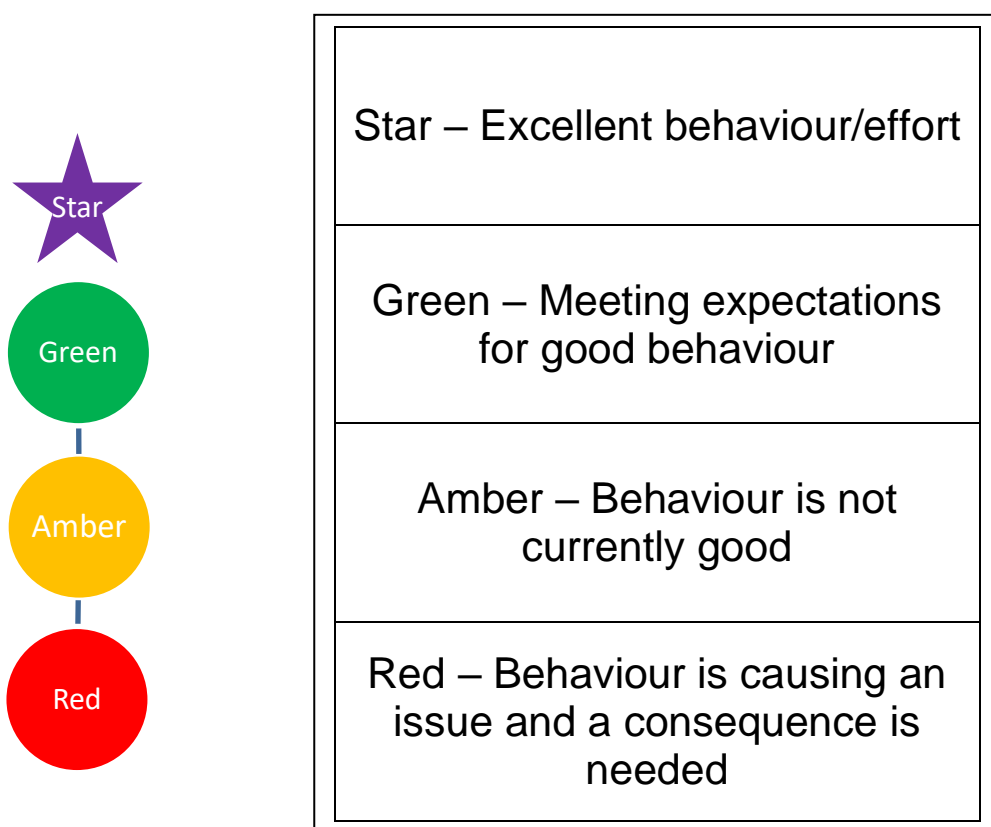 Star
Green
Amber
Red
Star – Excellent behaviour/effort
Green – Meeting expectations
for good behaviour
Amber – Behaviour is not
currently good
Red – Behaviour is causing an
issue and a consequence is
needed